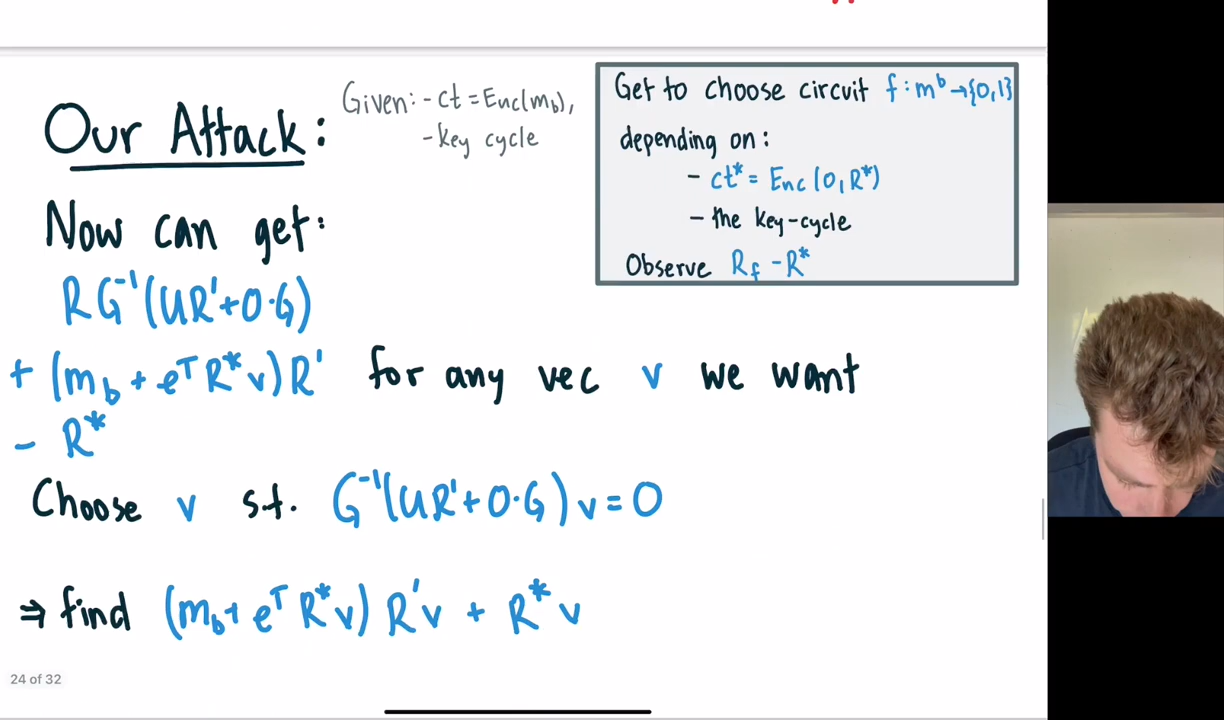 Our Attack:
Given: - ct = Enc(m_b),
- key cycle
Get to choose circuit f: m^b → {0,1}
depending on:
- ct* = Enc(0, R*)
- the key-cycle
Observe R_f - R*
Now can get:
RG⁻¹(UR'+0·G)
+ (m_b + e^T R* v) R' for any vec v we want
- R*
Choose v s.t. G⁻¹(UR'+0·G) v = 0
⇒ find (m_b + e^T R* v) R'v + R* v
24 of 32